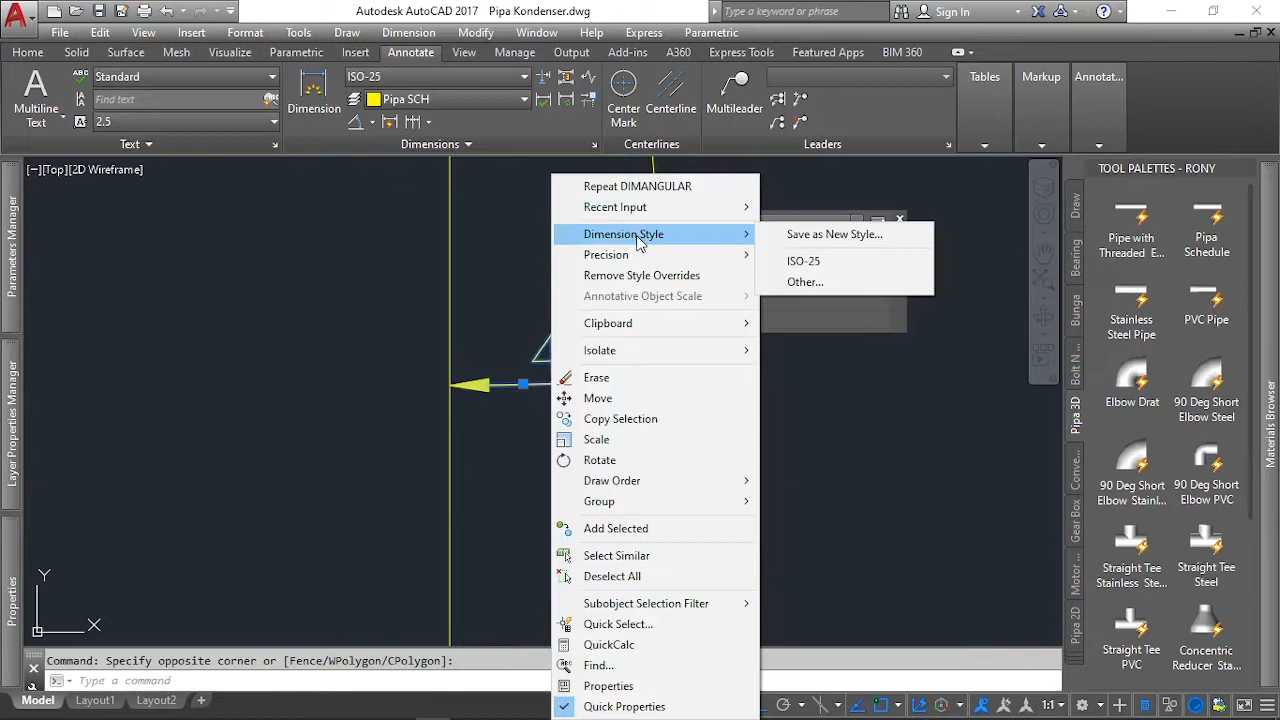 Autodesk AutoCAD 2017 Pipa Kondenser.dwg
Type a keyword or phrase
Sign In
File Edit View Insert Format Tools Draw Dimension Modify Window Help Express Parametric
Home Solid Surface Mesh Visualize Parametric Insert Annotate View Manage Output Add-ins A360 Express Tools Featured Apps BIM 360
Multiline
Text
ABC
Standard
Find text
2.5
Text
Dimension
ISO-25
Pipa SCH
Dimensions
Center
Mark
Centerline
Centerlines
Multileader
Leaders
Tables
Markup
Annotat...
[−][Top][2D Wireframe]
Parameters Manager
Layer Properties Manager
Properties
Repeat DIMANGULAR
Recent Input
Dimension Style
Precision
Remove Style Overrides
Annotative Object Scale
Clipboard
Isolate
Erase
Move
Copy Selection
Scale
Rotate
Draw Order
Group
Add Selected
Select Similar
Deselect All
Subobject Selection Filter
Quick Select...
QuickCalc
Find...
Properties
Quick Properties
Save as New Style...
ISO-25
Other...
TOOL PALETTES - RONY
Draw
Bearing
Bunga
Bolt N ...
Pipa 3D
Conve...
Gear Box
Motor ...
Pipa 2D
Pipe with
Threaded E...
Pipa
Schedule
Stainless
Steel Pipe
PVC Pipe
Elbow Drat
90 Deg Short
Elbow Steel
90 Deg Short
Elbow Stainl...
90 Deg Short
Elbow PVC
Straight Tee
Stainless Ste...
Straight Tee
Steel
Straight Tee
PVC
Concentric
Reducer Sta...
Materials Browser
Y
X
Command: Specify opposite corner or [Fence/WPolygon/CPolygon]:
Type a command
Model Layout1 Layout2 +
1:1